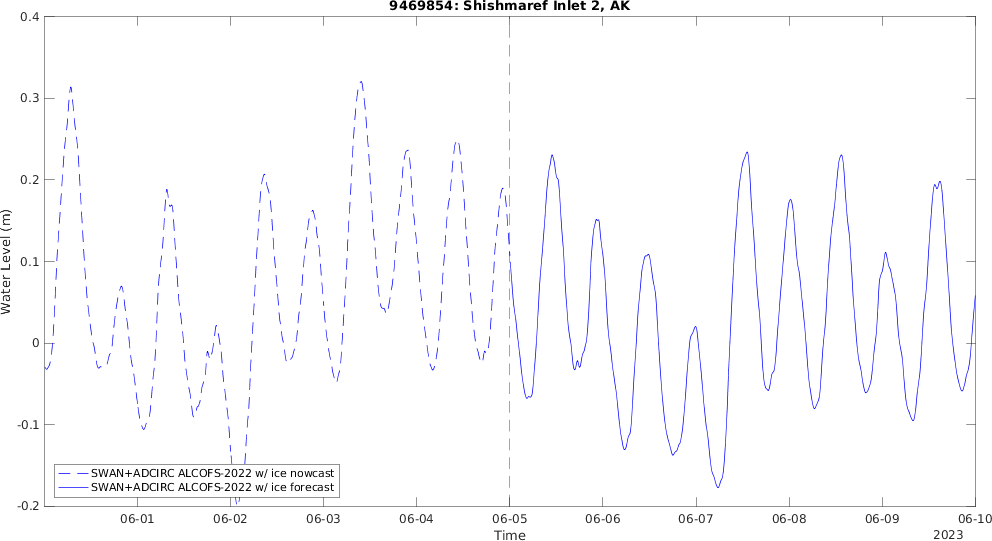 9469854: Shishmaref Inlet 2, AK
0.4
0.3
0.2
0.1
0
-0.1
-0.2
Water Level (m)
SWAN+ADCIRC ALCOFS-2022 w/ ice nowcast
SWAN+ADCIRC ALCOFS-2022 w/ ice forecast
06-01 06-02 06-03 06-04 06-05 06-06 06-07 06-08 06-09 06-10
Time
2023